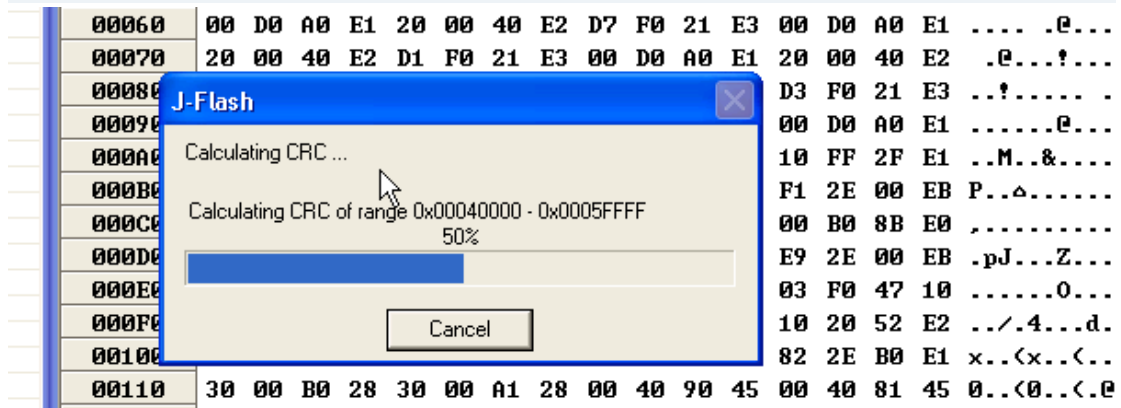 00060 00 D0 A0 E1 20 00 40 E2 D7 F0 21 E3 00 D0 A0 E1 .... .@...
00070 20 00 40 E2 D1 F0 21 E3 00 D0 A0 E1 20 00 40 E2 .@...!...
0008 D3 F0 21 E3 ..!..... .
J-Flash
0009 00 D0 A0 E1 ......@...
000A 10 FF 2F E1 ..M..&....
Calculating CRC ...
000B F1 2E 00 EB P..△......
000C 00 B0 8B E0 ,.........
Calculating CRC of range 0x00040000 - 0x0005FFFF
50%
000D E9 2E 00 EB .pJ...Z...
000E 03 F0 47 10 ......O...
000F 10 20 52 E2 ../.4...d.
Cancel
0010 82 2E B0 E1 x..<x..<..
00110 30 00 B0 28 30 00 A1 28 00 40 90 45 00 40 81 45 0..<0..<.@